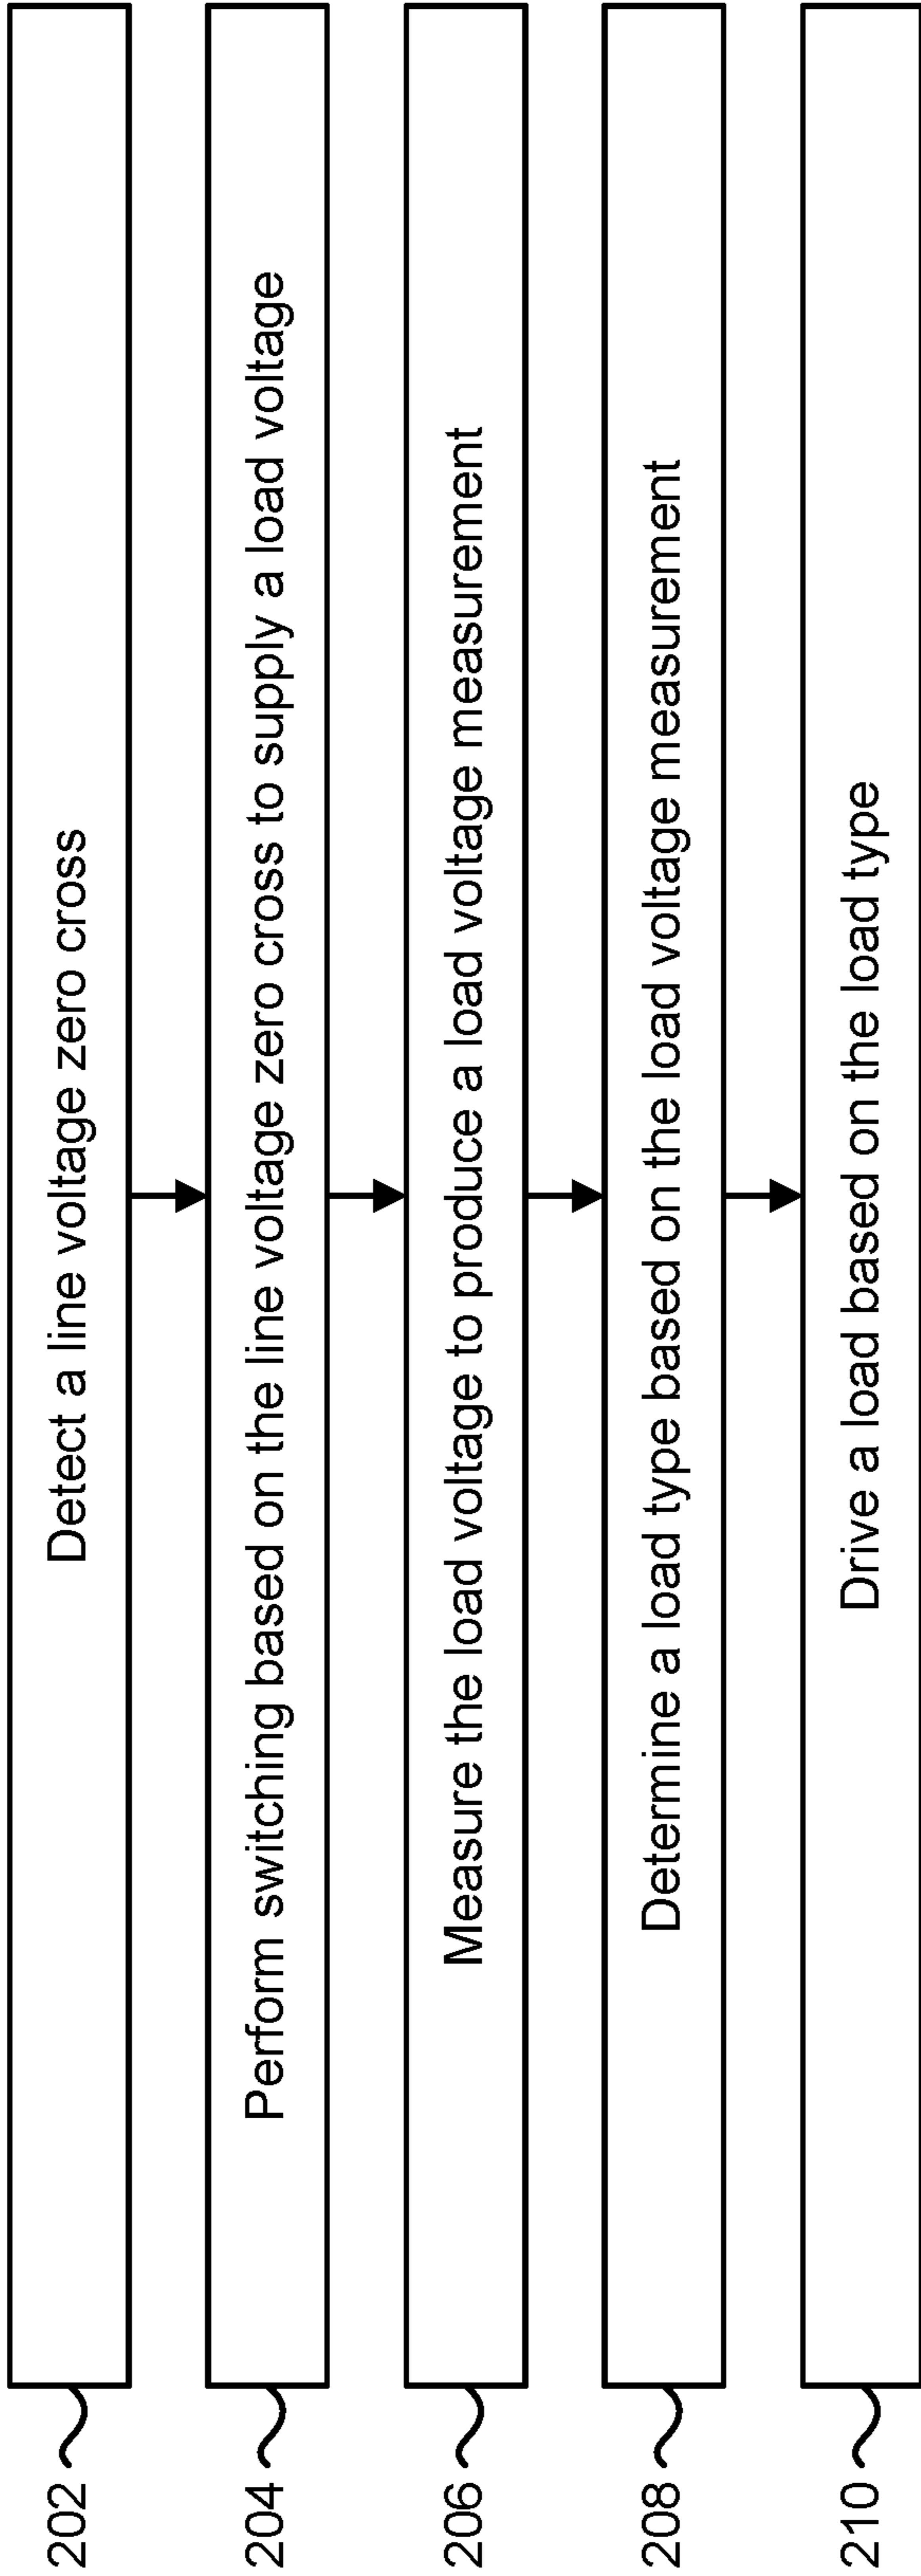 202
Detect a line voltage zero cross
204
Perform switching based on the line voltage zero cross to supply a load voltage
206
Measure the load voltage to produce a load voltage measurement
208
Determine a load type based on the load voltage measurement
210
Drive a load based on the load type